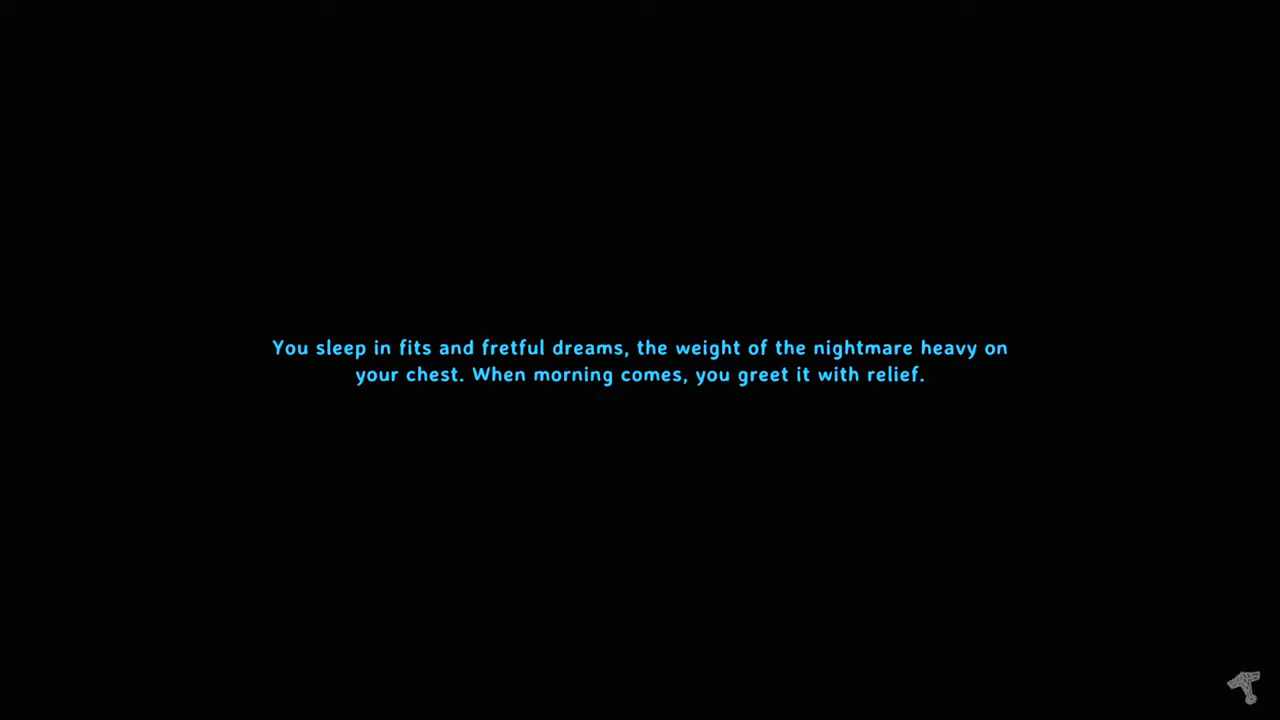 You sleep in fits and fretful dreams, the weight of the nightmare heavy on
your chest. When morning comes, you greet it with relief.